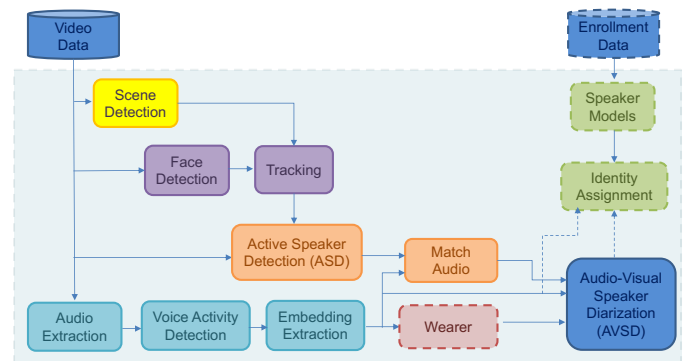 Video
Data
Enrollment
Data
Scene
Detection
Speaker
Models
Face
Detection
Tracking
Identity
Assignment
Active Speaker
Detection (ASD)
Match
Audio
Audio-Visual
Speaker
Diarization
(AVSD)
Audio
Extraction
Voice Activity
Detection
Embedding
Extraction
Wearer